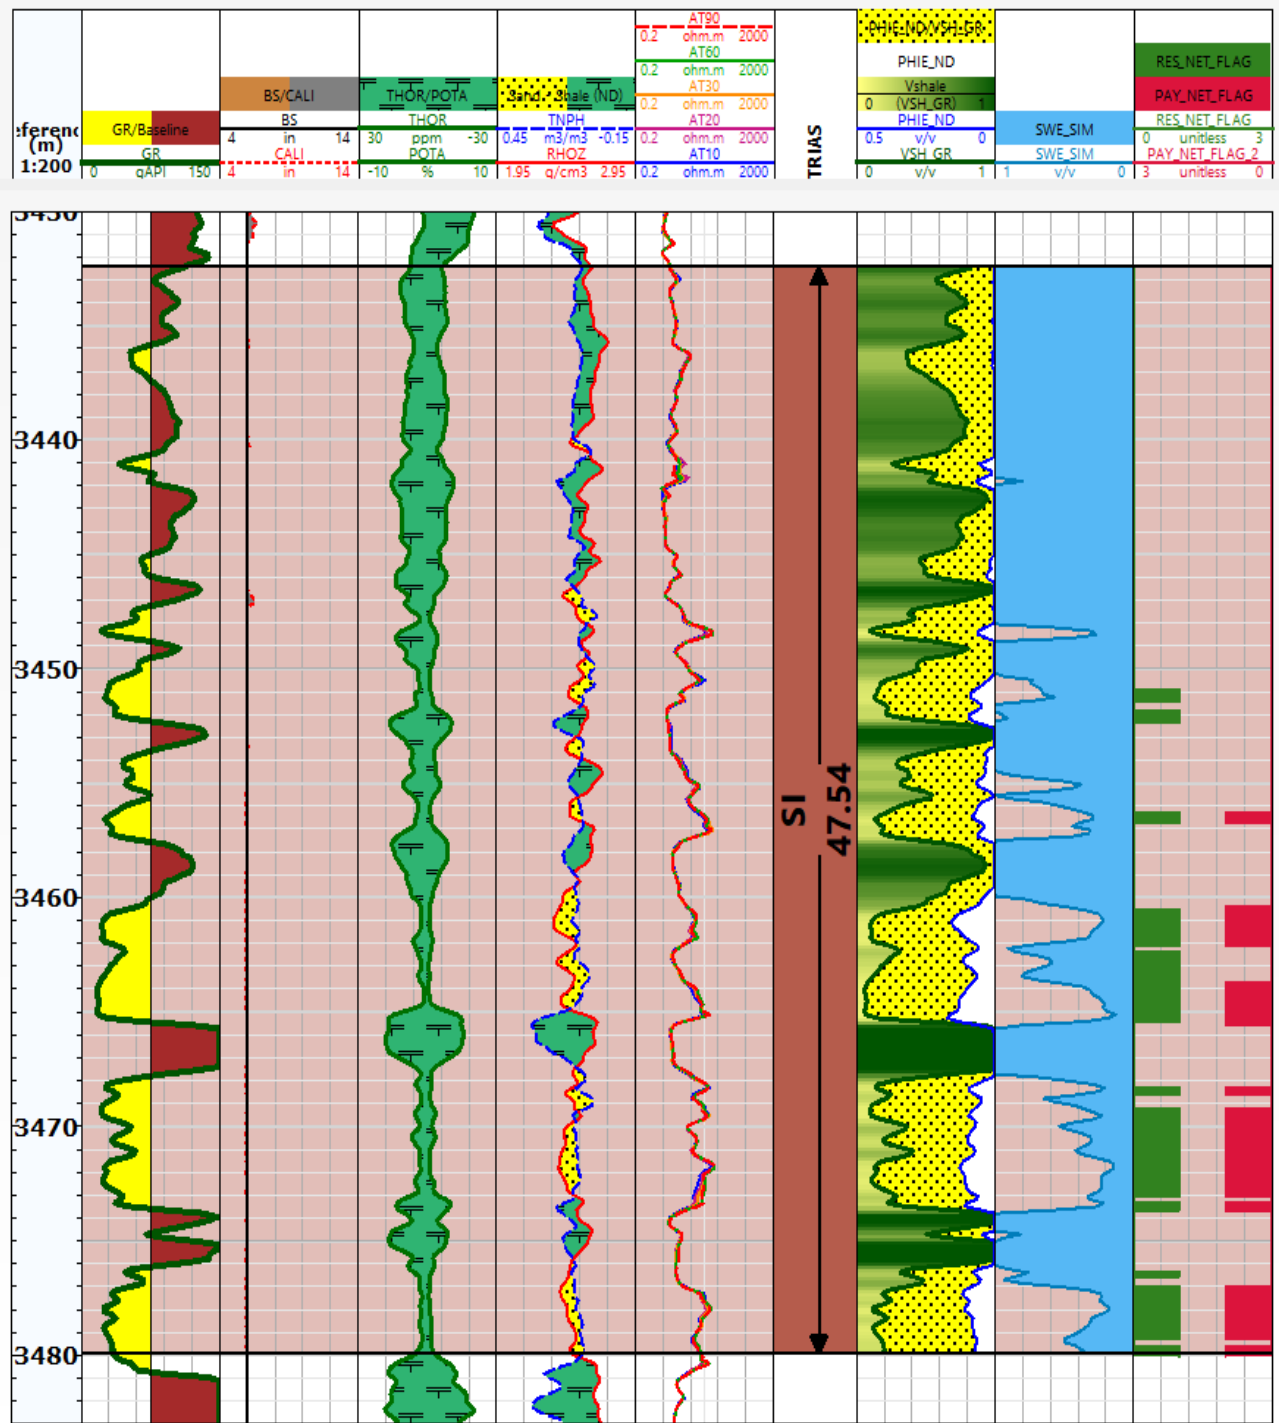 AT90
0.2 ohm.m 2000
AT60
0.2 ohm.m 2000
AT30
0.2 ohm.m 2000
AT20
0.2 ohm.m 2000
AT10
0.2 ohm.m 2000
PHIE_ND/VSH_GR
PHIE_ND
Vshale
0 (VSH_GR) 1
PHIE_ND
0.5 v/v 0
VSH_GR
0 v/v 1
RES_NET_FLAG
PAY_NET_FLAG
RES_NET_FLAG
0 unitless 3
PAY_NET_FLAG_2
3 unitless 0
SWE_SIM
SWE_SIM
1 v/v 0
BS/CALI
BS
4 in 14
CALI
4 in 14
THOR/POTA
THOR
30 ppm -30
POTA
-10 % 10
Sand - Shale (ND)
TNPH
0.45 m3/m3 -0.15
RHOZ
1.95 g/cm3 2.95
GR/Baseline
GR
0 gAPI 150
(m)
1:200
TRIAS
3430
3440
3450
3460
3470
3480
SI
47.54